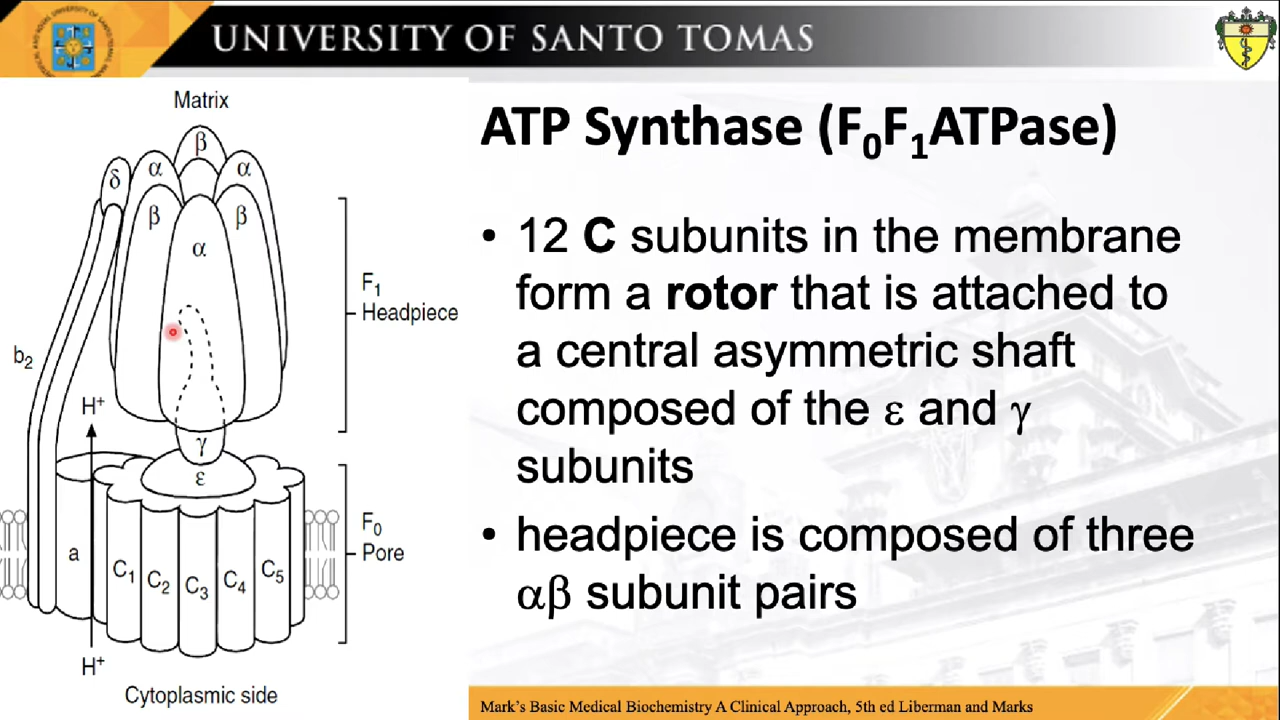 UNIVERSITY OF SANTO TOMAS
Matrix
β
α
α
δ
β
β
α
F₁
Headpiece
b₂
H⁺
γ
ε
F₀
Pore
a
C₁
C₂
C₃
C₄
C₅
H⁺
Cytoplasmic side
ATP Synthase (F₀F₁ATPase)
• 12 C subunits in the membrane
form a rotor that is attached to
a central asymmetric shaft
composed of the ε and γ
subunits
• headpiece is composed of three
αβ subunit pairs
Mark's Basic Medical Biochemistry A Clinical Approach, 5th ed Liberman and Marks